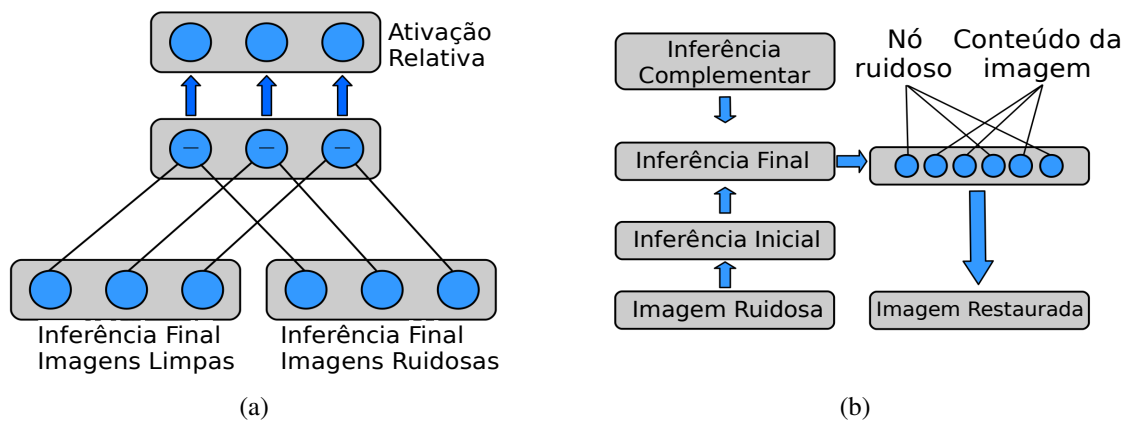 Ativação
Relativa
–
–
–
Inferência Final
Imagens Limpas
Inferência Final
Imagens Ruidosas
(a)
Inferência
Complementar
Inferência Final
Inferência Inicial
Imagem Ruidosa
Nó
ruidoso
Conteúdo da
imagem
Imagem Restaurada
(b)